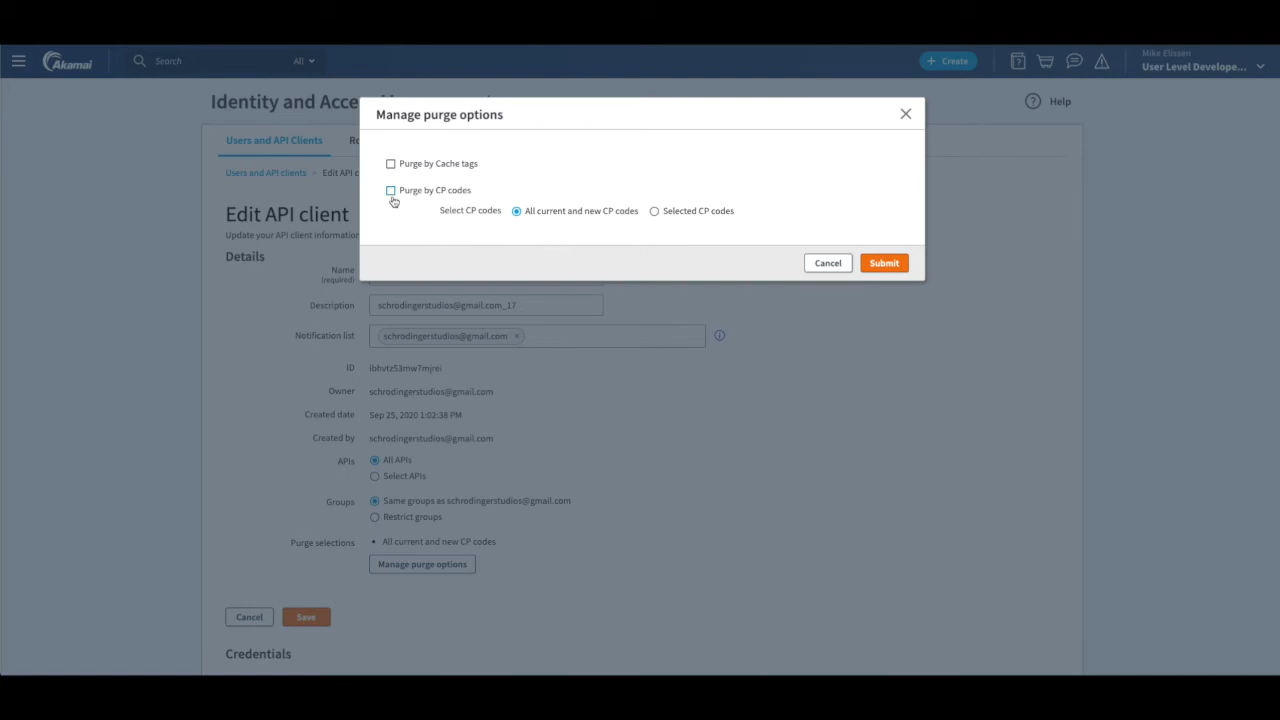 Akamai
Search All
+ Create
Mike Elissen
User Level Develope...
Identity and Acce
Help
Manage purge options
Users and API Clients Ro
Users and API clients > Edit API c
Purge by Cache tags
Purge by CP codes
Select CP codes All current and new CP codes Selected CP codes
Cancel Submit
Edit API client
Update your API client information
Details
Name
(required)
Description schrodingerstudios@gmail.com_17
Notification list schrodingerstudios@gmail.com ×
ID ibhvtz53mw7mjrei
Owner schrodingerstudios@gmail.com
Created date Sep 25, 2020 1:02:38 PM
Created by schrodingerstudios@gmail.com
APIs All APIs
Select APIs
Groups Same groups as schrodingerstudios@gmail.com
Restrict groups
Purge selections • All current and new CP codes
Manage purge options
Cancel Save
Credentials